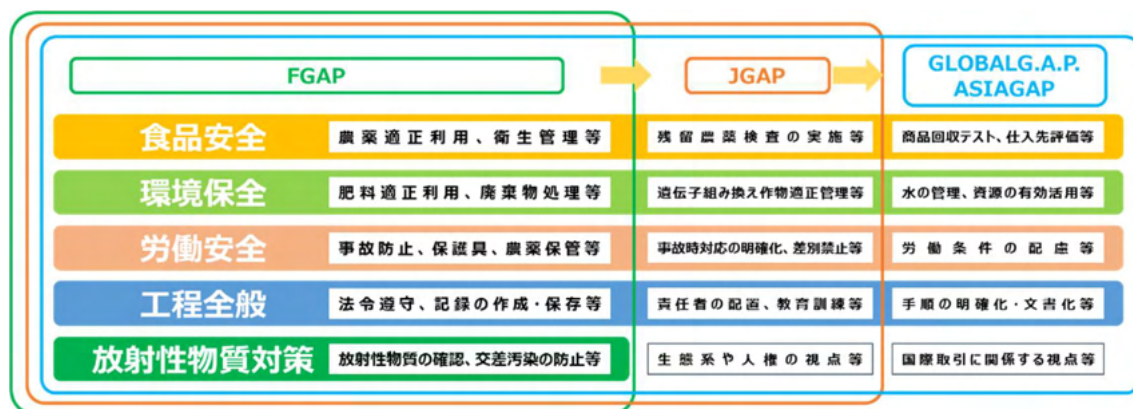 FGAP
JGAP
GLOBALG.A.P.
ASIAGAP
食品安全 農薬適正利用、衛生管理等 残留農薬検査の実施等 商品回収テスト、仕入先評価等
環境保全 肥料適正利用、廃棄物処理等 遺伝子組み換え作物適正管理等 水の管理、資源の有効活用等
労働安全 事故防止、保護具、農薬保管等 事故時対応の明確化、差別禁止等 労働条件の配慮等
工程全般 法令遵守、記録の作成・保存等 責任者の配置、教育訓練等 手順の明確化・文書化等
放射性物質対策 放射性物質の確認、交差汚染の防止等 生態系や人権の視点等 国際取引に関係する視点等